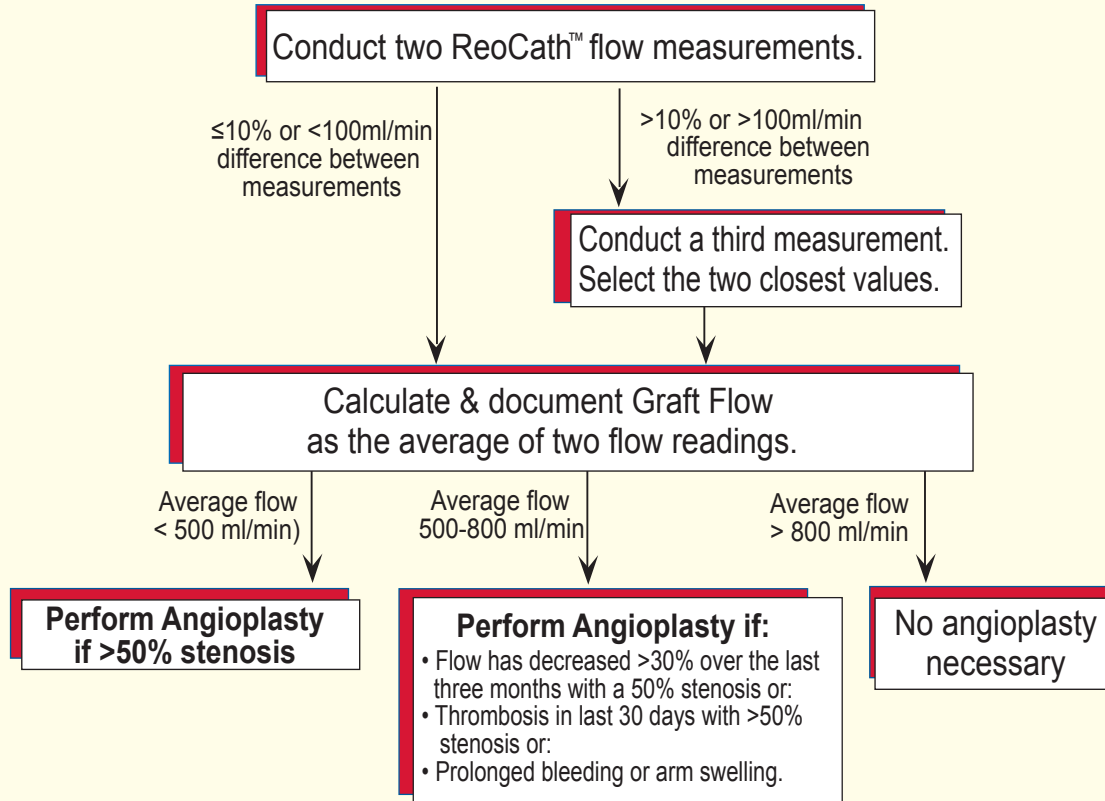 Conduct two ReoCath™ flow measurements.
≤10% or <100ml/min
difference between
measurements
>10% or >100ml/min
difference between
measurements
Conduct a third measurement.
Select the two closest values.
Calculate & document Graft Flow
as the average of two flow readings.
Average flow
< 500 ml/min)
Average flow
500-800 ml/min
Average flow
> 800 ml/min
Perform Angioplasty
if >50% stenosis
Perform Angioplasty if:
• Flow has decreased >30% over the last
three months with a 50% stenosis or:
• Thrombosis in last 30 days with >50%
stenosis or:
• Prolonged bleeding or arm swelling.
No angioplasty
necessary